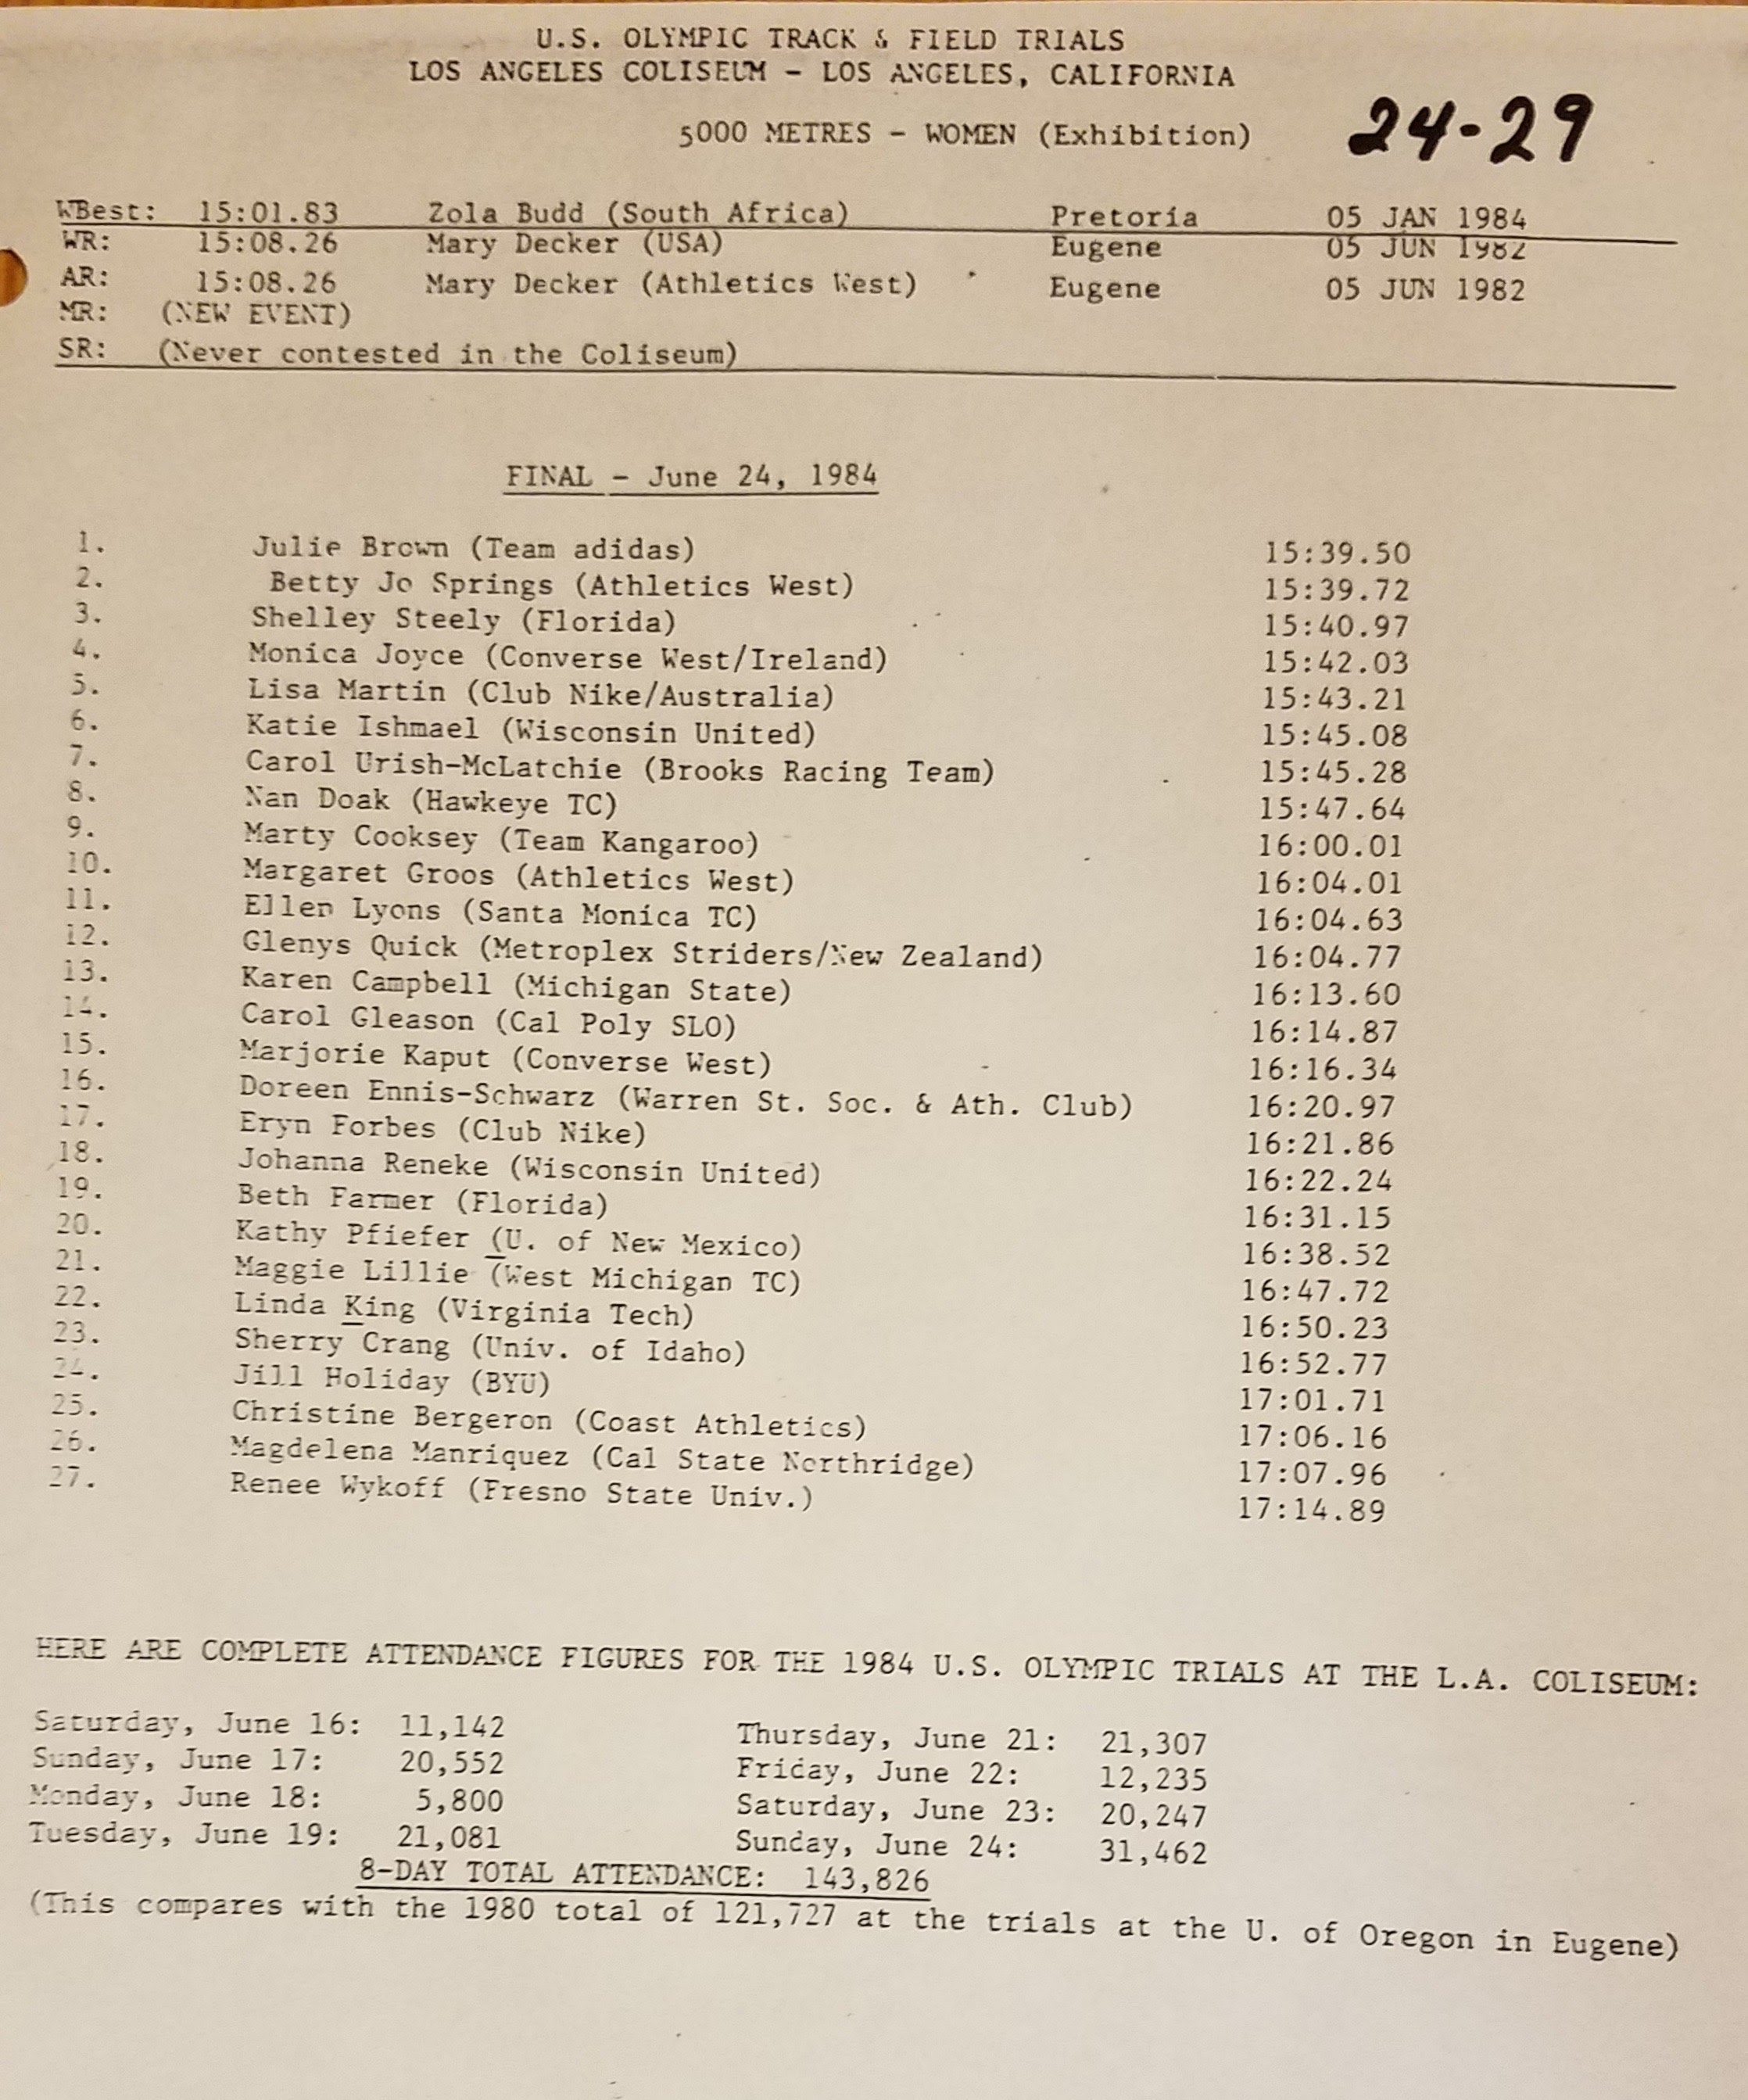 U.S. OLYMPIC TRACK & FIELD TRIALS
LOS ANGELES COLISEUM - LOS ANGELES, CALIFORNIA
5000 METRES - WOMEN (Exhibition) 24-29
WBest: 15:01.83 Zola Budd (South Africa) Pretoria 05 JAN 1984
WR: 15:08.26 Mary Decker (USA) Eugene 05 JUN 1982
AR: 15:08.26 Mary Decker (Athletics West) Eugene 05 JUN 1982
MR: (NEW EVENT)
SR: (Never contested in the Coliseum)
FINAL - June 24, 1984
1. Julie Brown (Team adidas) 15:39.50
2. Betty Jo Springs (Athletics West) 15:39.72
3. Shelley Steely (Florida) 15:40.97
4. Monica Joyce (Converse West/Ireland) 15:42.03
5. Lisa Martin (Club Nike/Australia) 15:43.21
6. Katie Ishmael (Wisconsin United) 15:45.08
7. Carol Urish-McLatchie (Brooks Racing Team) 15:45.28
8. Nan Doak (Hawkeye TC) 15:47.64
9. Marty Cooksey (Team Kangaroo) 16:00.01
10. Margaret Groos (Athletics West) 16:04.01
11. Ellen Lyons (Santa Monica TC) 16:04.63
12. Glenys Quick (Metroplex Striders/New Zealand) 16:04.77
13. Karen Campbell (Michigan State) 16:13.60
14. Carol Gleason (Cal Poly SLO) 16:14.87
15. Marjorie Kaput (Converse West) 16:16.34
16. Doreen Ennis-Schwarz (Warren St. Soc. & Ath. Club) 16:20.97
17. Eryn Forbes (Club Nike) 16:21.86
18. Johanna Reneke (Wisconsin United) 16:22.24
19. Beth Farmer (Florida) 16:31.15
20. Kathy Pfiefer (U. of New Mexico) 16:38.52
21. Maggie Lillie (West Michigan TC) 16:47.72
22. Linda King (Virginia Tech) 16:50.23
23. Sherry Crang (Univ. of Idaho) 16:52.77
24. Jill Holiday (BYU) 17:01.71
25. Christine Bergeron (Coast Athletics) 17:06.16
26. Magdelena Manriquez (Cal State Northridge) 17:07.96
27. Renee Wykoff (Fresno State Univ.) 17:14.89
HERE ARE COMPLETE ATTENDANCE FIGURES FOR THE 1984 U.S. OLYMPIC TRIALS AT THE L.A. COLISEUM:
Saturday, June 16: 11,142 Thursday, June 21: 21,307
Sunday, June 17: 20,552 Friday, June 22: 12,235
Monday, June 18: 5,800 Saturday, June 23: 20,247
Tuesday, June 19: 21,081 Sunday, June 24: 31,462
8-DAY TOTAL ATTENDANCE: 143,826
(This compares with the 1980 total of 121,727 at the trials at the U. of Oregon in Eugene)